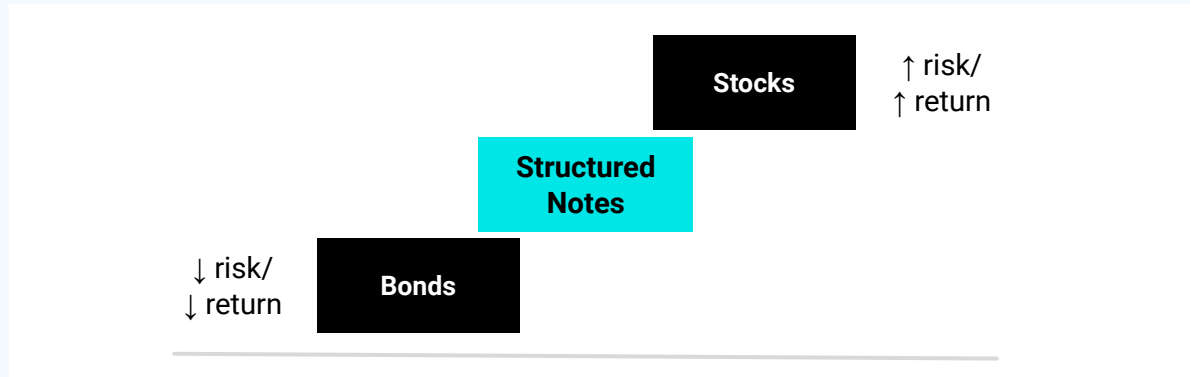 Stocks
↑ risk/
↑ return
Structured
Notes
↓ risk/
↓ return
Bonds